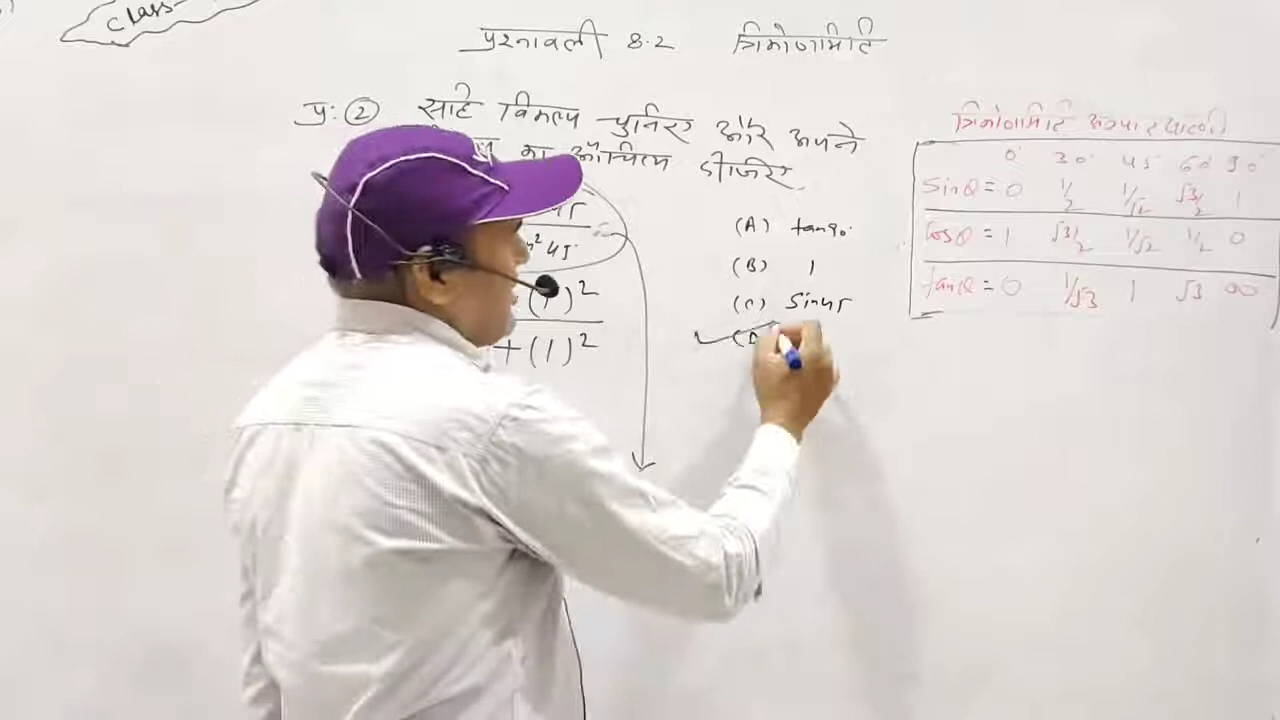 class
प्रश्नावली 8.2 त्रिकोणमिति
प्र: ② सही विकल्प चुनिए और अपने
का औचित्य दीजिए
45
²45
(1)²
+(1)²
(A) tan90°
(B) 1
(C) Sin45
त्रिकोणमिति अनुपात सारणी
0° 30° 45° 60° 90°
sinθ = 0 1/2 1/√2 √3/2 1
cosθ = 1 √3/2 1/√2 1/2 0
tanθ = 0 1/√3 1 √3 ∞